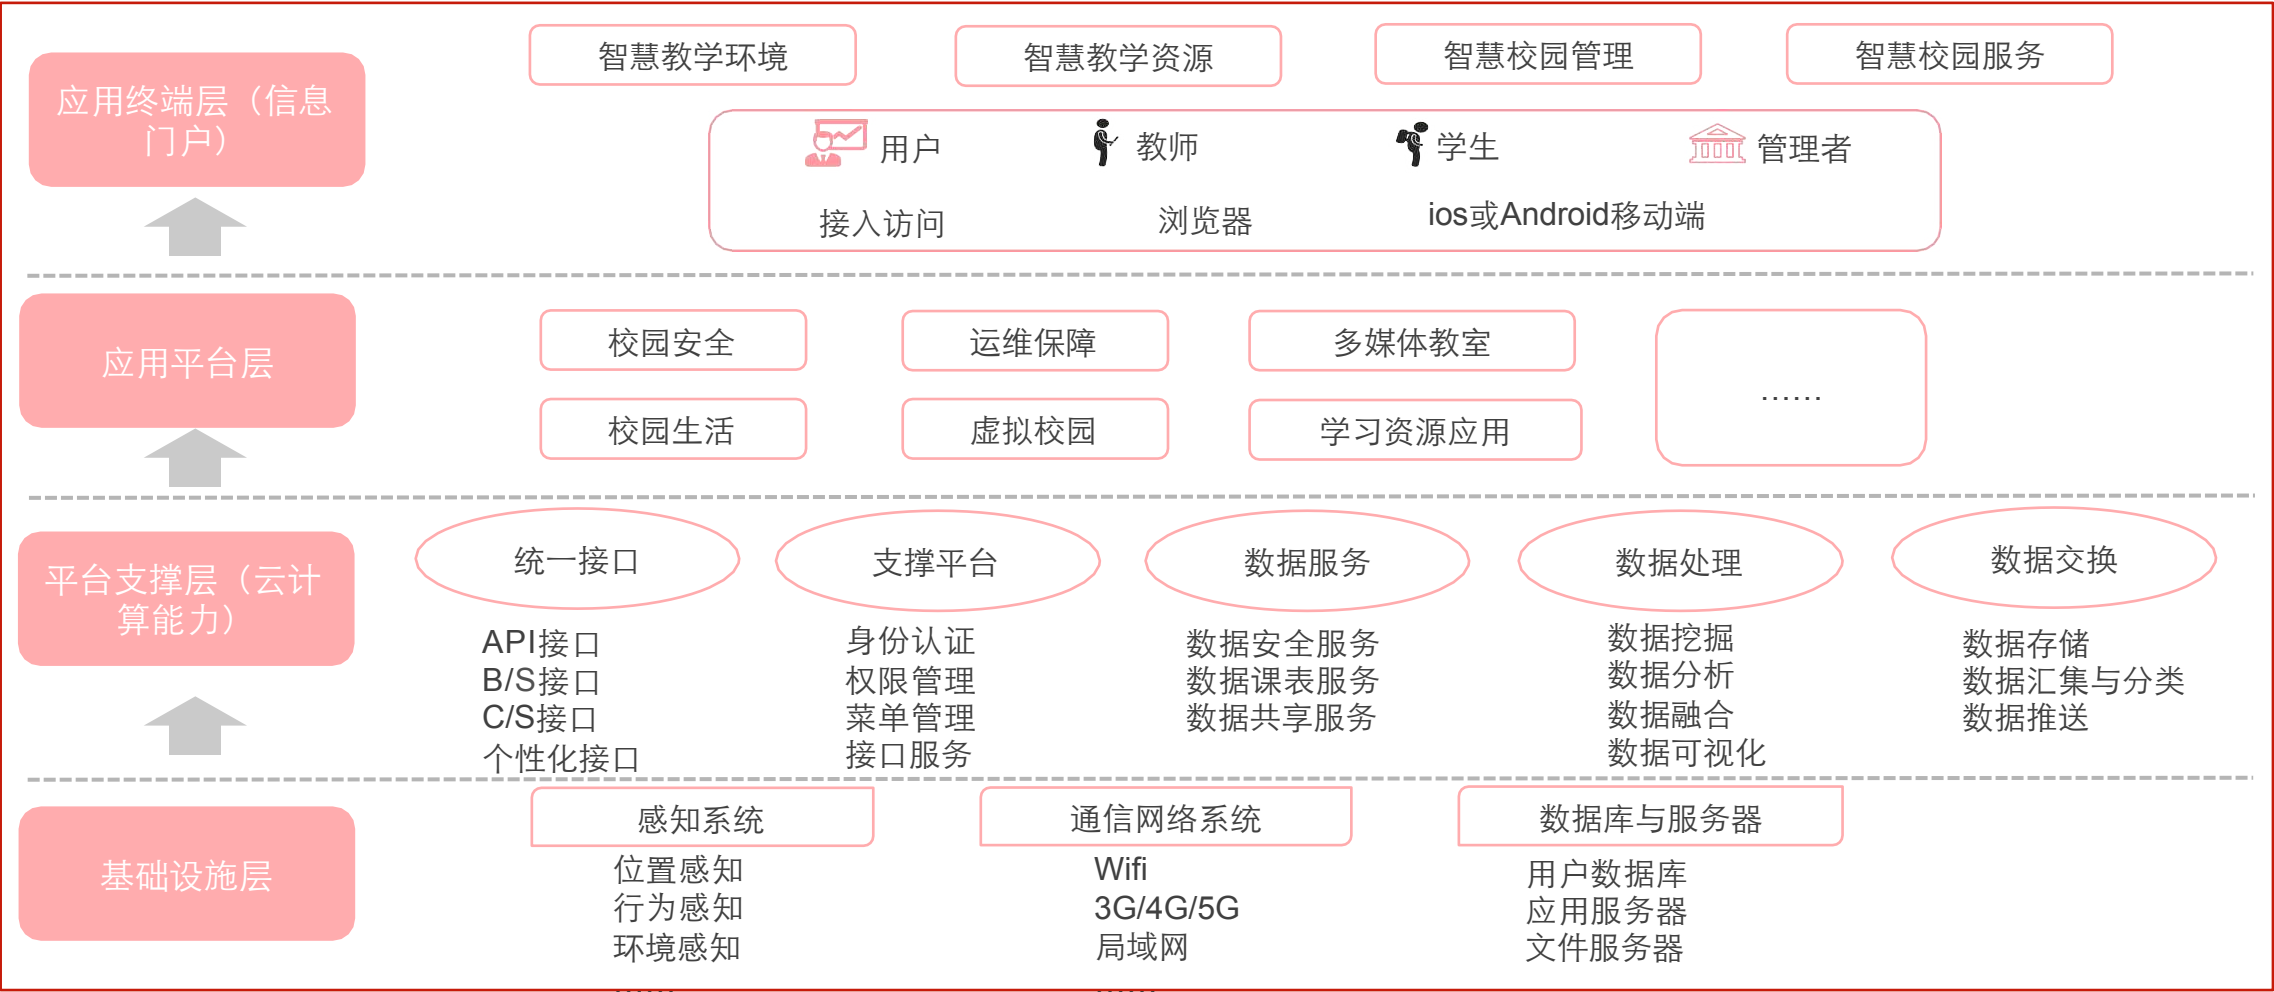 智慧教学环境
智慧教学资源
智慧校园管理
智慧校园服务
应用终端层（信息
门户）
用户
教师
学生
管理者
接入访问
浏览器
ios或Android移动端
应用平台层
校园安全
运维保障
多媒体教室
......
校园生活
虚拟校园
学习资源应用
平台支撑层（云计
算能力）
统一接口
API接口
B/S接口
C/S接口
个性化接口
支撑平台
身份认证
权限管理
菜单管理
接口服务
数据服务
数据安全服务
数据课表服务
数据共享服务
数据处理
数据挖掘
数据分析
数据融合
数据可视化
数据交换
数据存储
数据汇集与分类
数据推送
基础设施层
感知系统
位置感知
行为感知
环境感知
......
通信网络系统
Wifi
3G/4G/5G
局域网
......
数据库与服务器
用户数据库
应用服务器
文件服务器